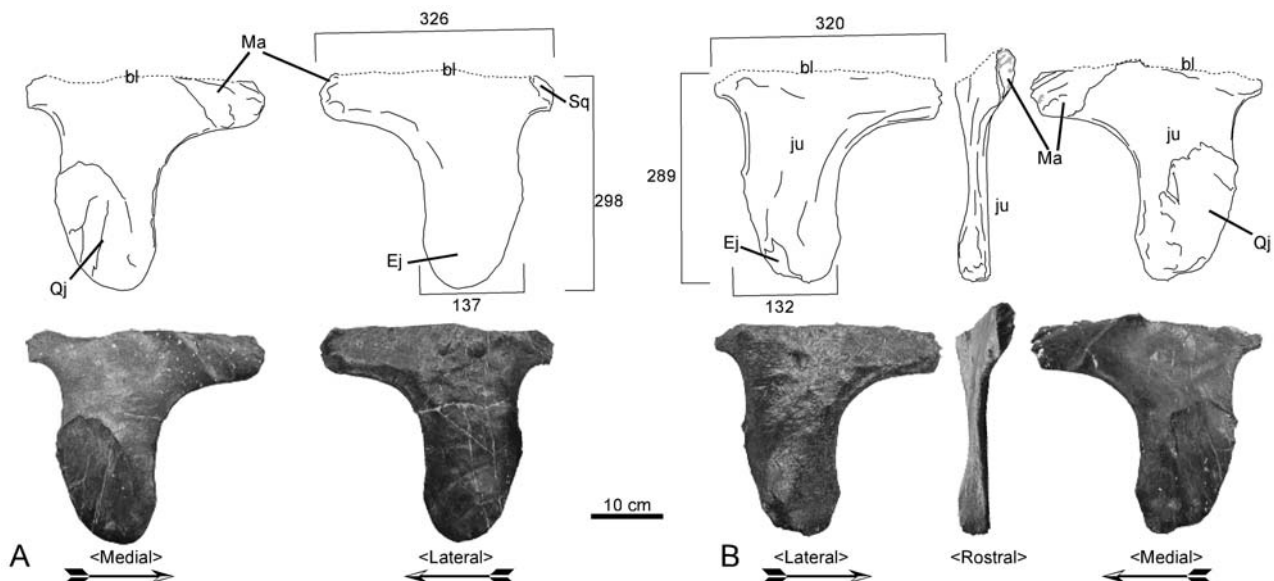 326
320
Ma
bl
bl
bl
bl
Sq
Ma
ju
ju
289
298
ju
Ej
Ej
Qj
Qj
137
132
10 cm
A
<Medial>
<Lateral>
B
<Lateral>
<Rostral>
<Medial>